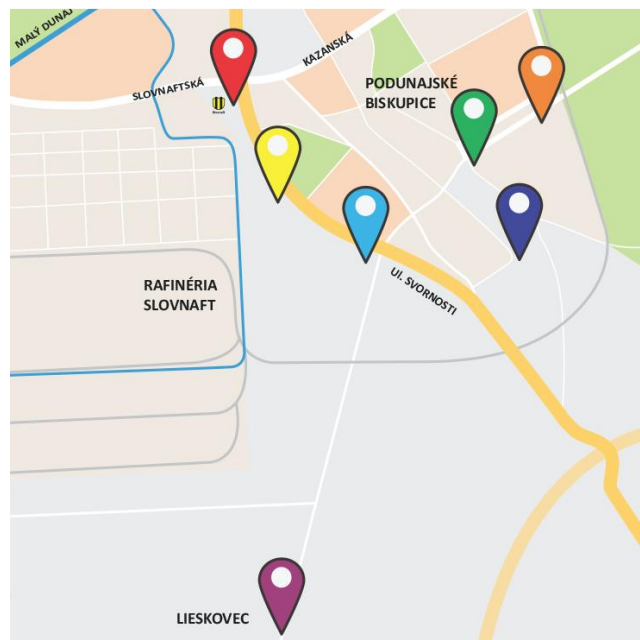 MALÝ DUNAJ
SLOVNAFTSKÁ
KAZANSKÁ
PODUNAJSKÉ
BISKUPICE
RAFINÉRIA
SLOVNAFT
Ul. SVORNOSTI
LIESKOVEC